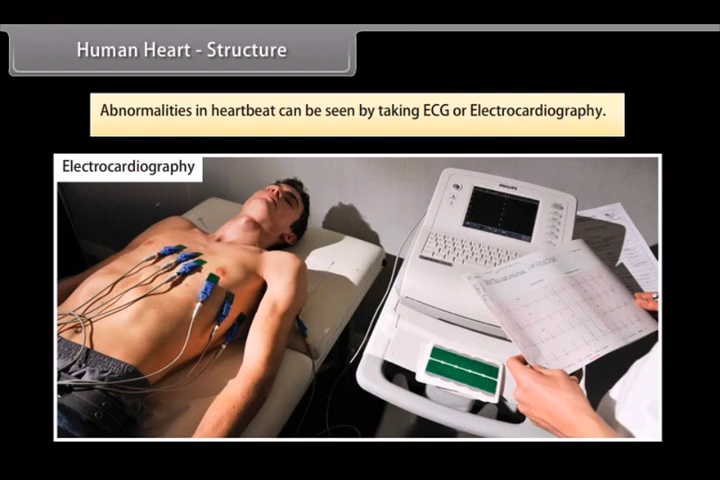 Human Heart - Structure
Abnormalities in heartbeat can be seen by taking ECG or Electrocardiography.
Electrocardiography
PHILIPS